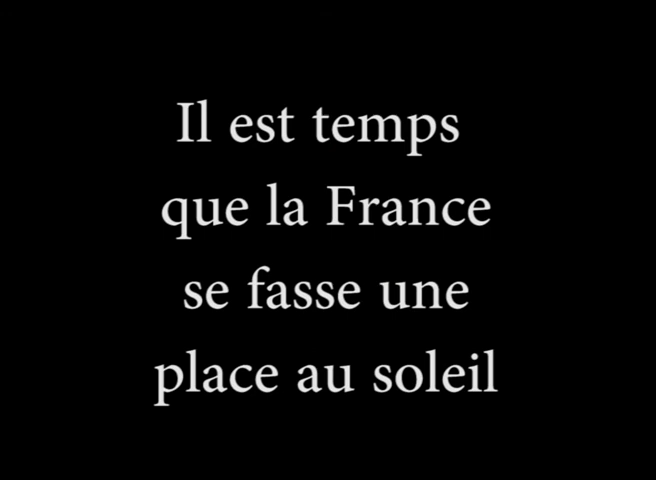 Il est temps
que la France
se fasse une
place au soleil